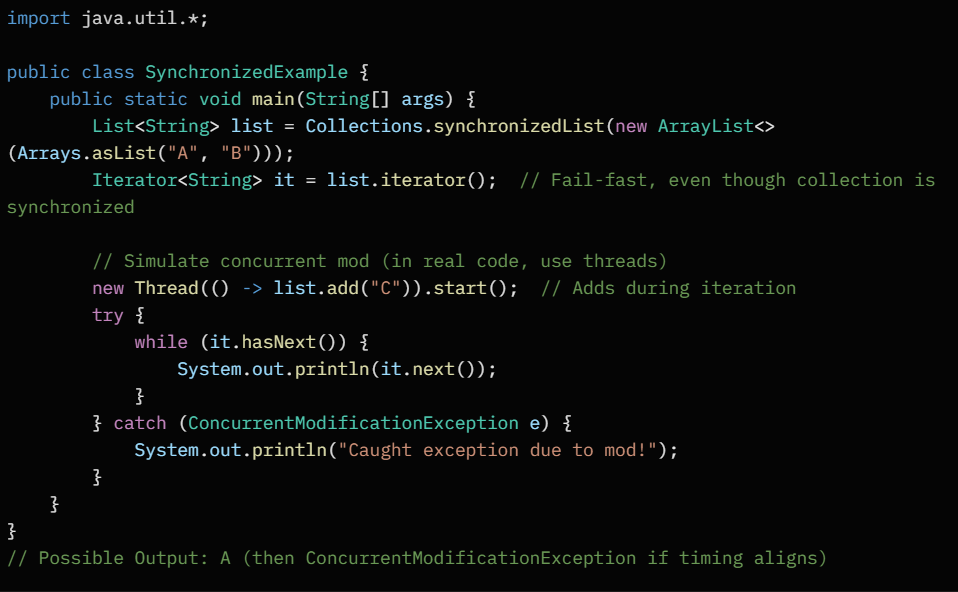 import java.util.*;
public class SynchronizedExample {
    public static void main(String[] args) {
        List<String> list = Collections.synchronizedList(new ArrayList<>
(Arrays.asList("A", "B")));
        Iterator<String> it = list.iterator();  // Fail-fast, even though collection is
synchronized
        // Simulate concurrent mod (in real code, use threads)
        new Thread(() -> list.add("C")).start();  // Adds during iteration
        try {
            while (it.hasNext()) {
                System.out.println(it.next());
            }
        } catch (ConcurrentModificationException e) {
            System.out.println("Caught exception due to mod!");
        }
    }
}
// Possible Output: A (then ConcurrentModificationException if timing aligns)